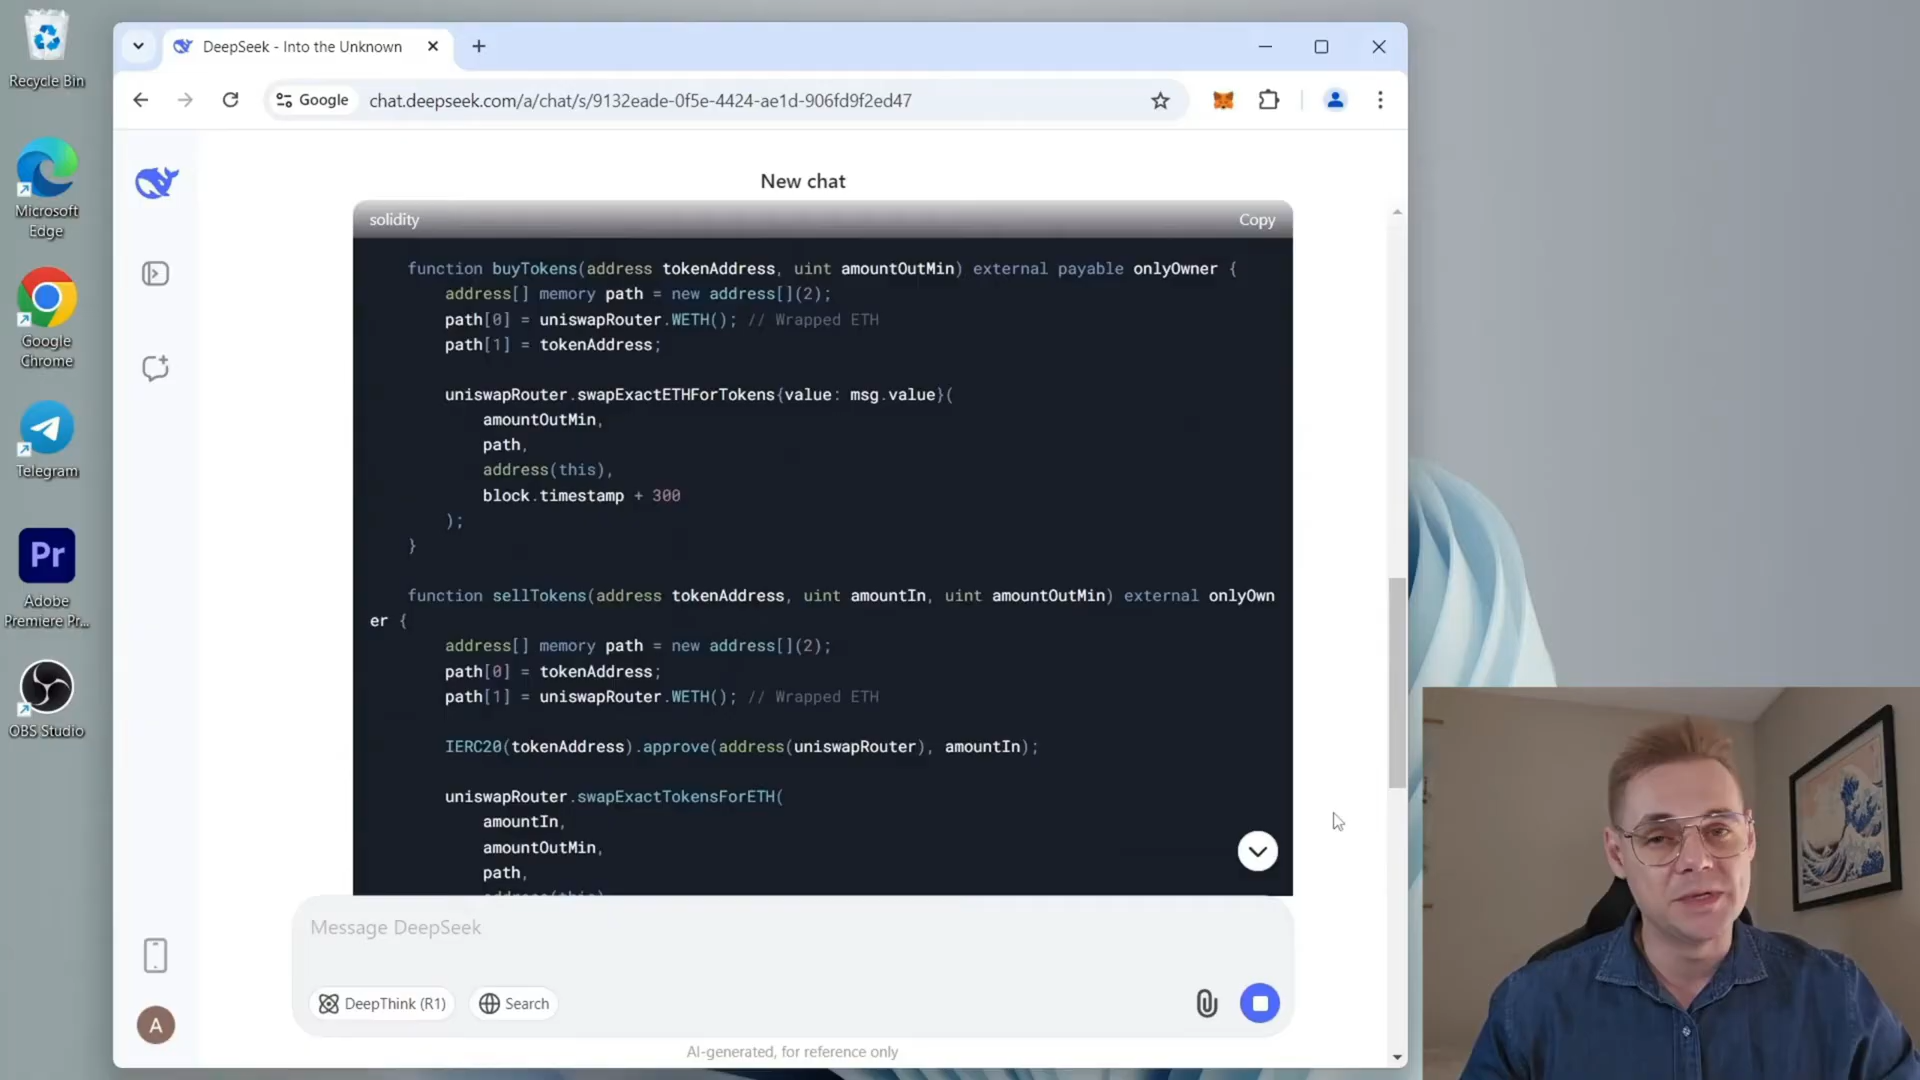 Recycle Bin
Microsoft
Edge
Google
Chrome
Telegram
Pr
Adobe
Premiere Pr...
OBS Studio
DeepSeek - Into the Unknown
Google
chat.deepseek.com/a/chat/s/9132eade-0f5e-4424-ae1d-906fd9f2ed47
New chat
solidity
Copy
function buyTokens(address tokenAddress, uint amountOutMin) external payable onlyOwner {
address[] memory path = new address[](2);
path[0] = uniswapRouter.WETH(); // Wrapped ETH
path[1] = tokenAddress;
uniswapRouter.swapExactETHForTokens{value: msg.value}(
amountOutMin,
path,
address(this),
block.timestamp + 300
);
}
function sellTokens(address tokenAddress, uint amountIn, uint amountOutMin) external onlyOwn
er {
address[] memory path = new address[](2);
path[0] = tokenAddress;
path[1] = uniswapRouter.WETH(); // Wrapped ETH
IERC20(tokenAddress).approve(address(uniswapRouter), amountIn);
uniswapRouter.swapExactTokensForETH(
amountIn,
amountOutMin,
path,
address(this)
Message DeepSeek
DeepThink (R1)
Search
A
AI-generated, for reference only